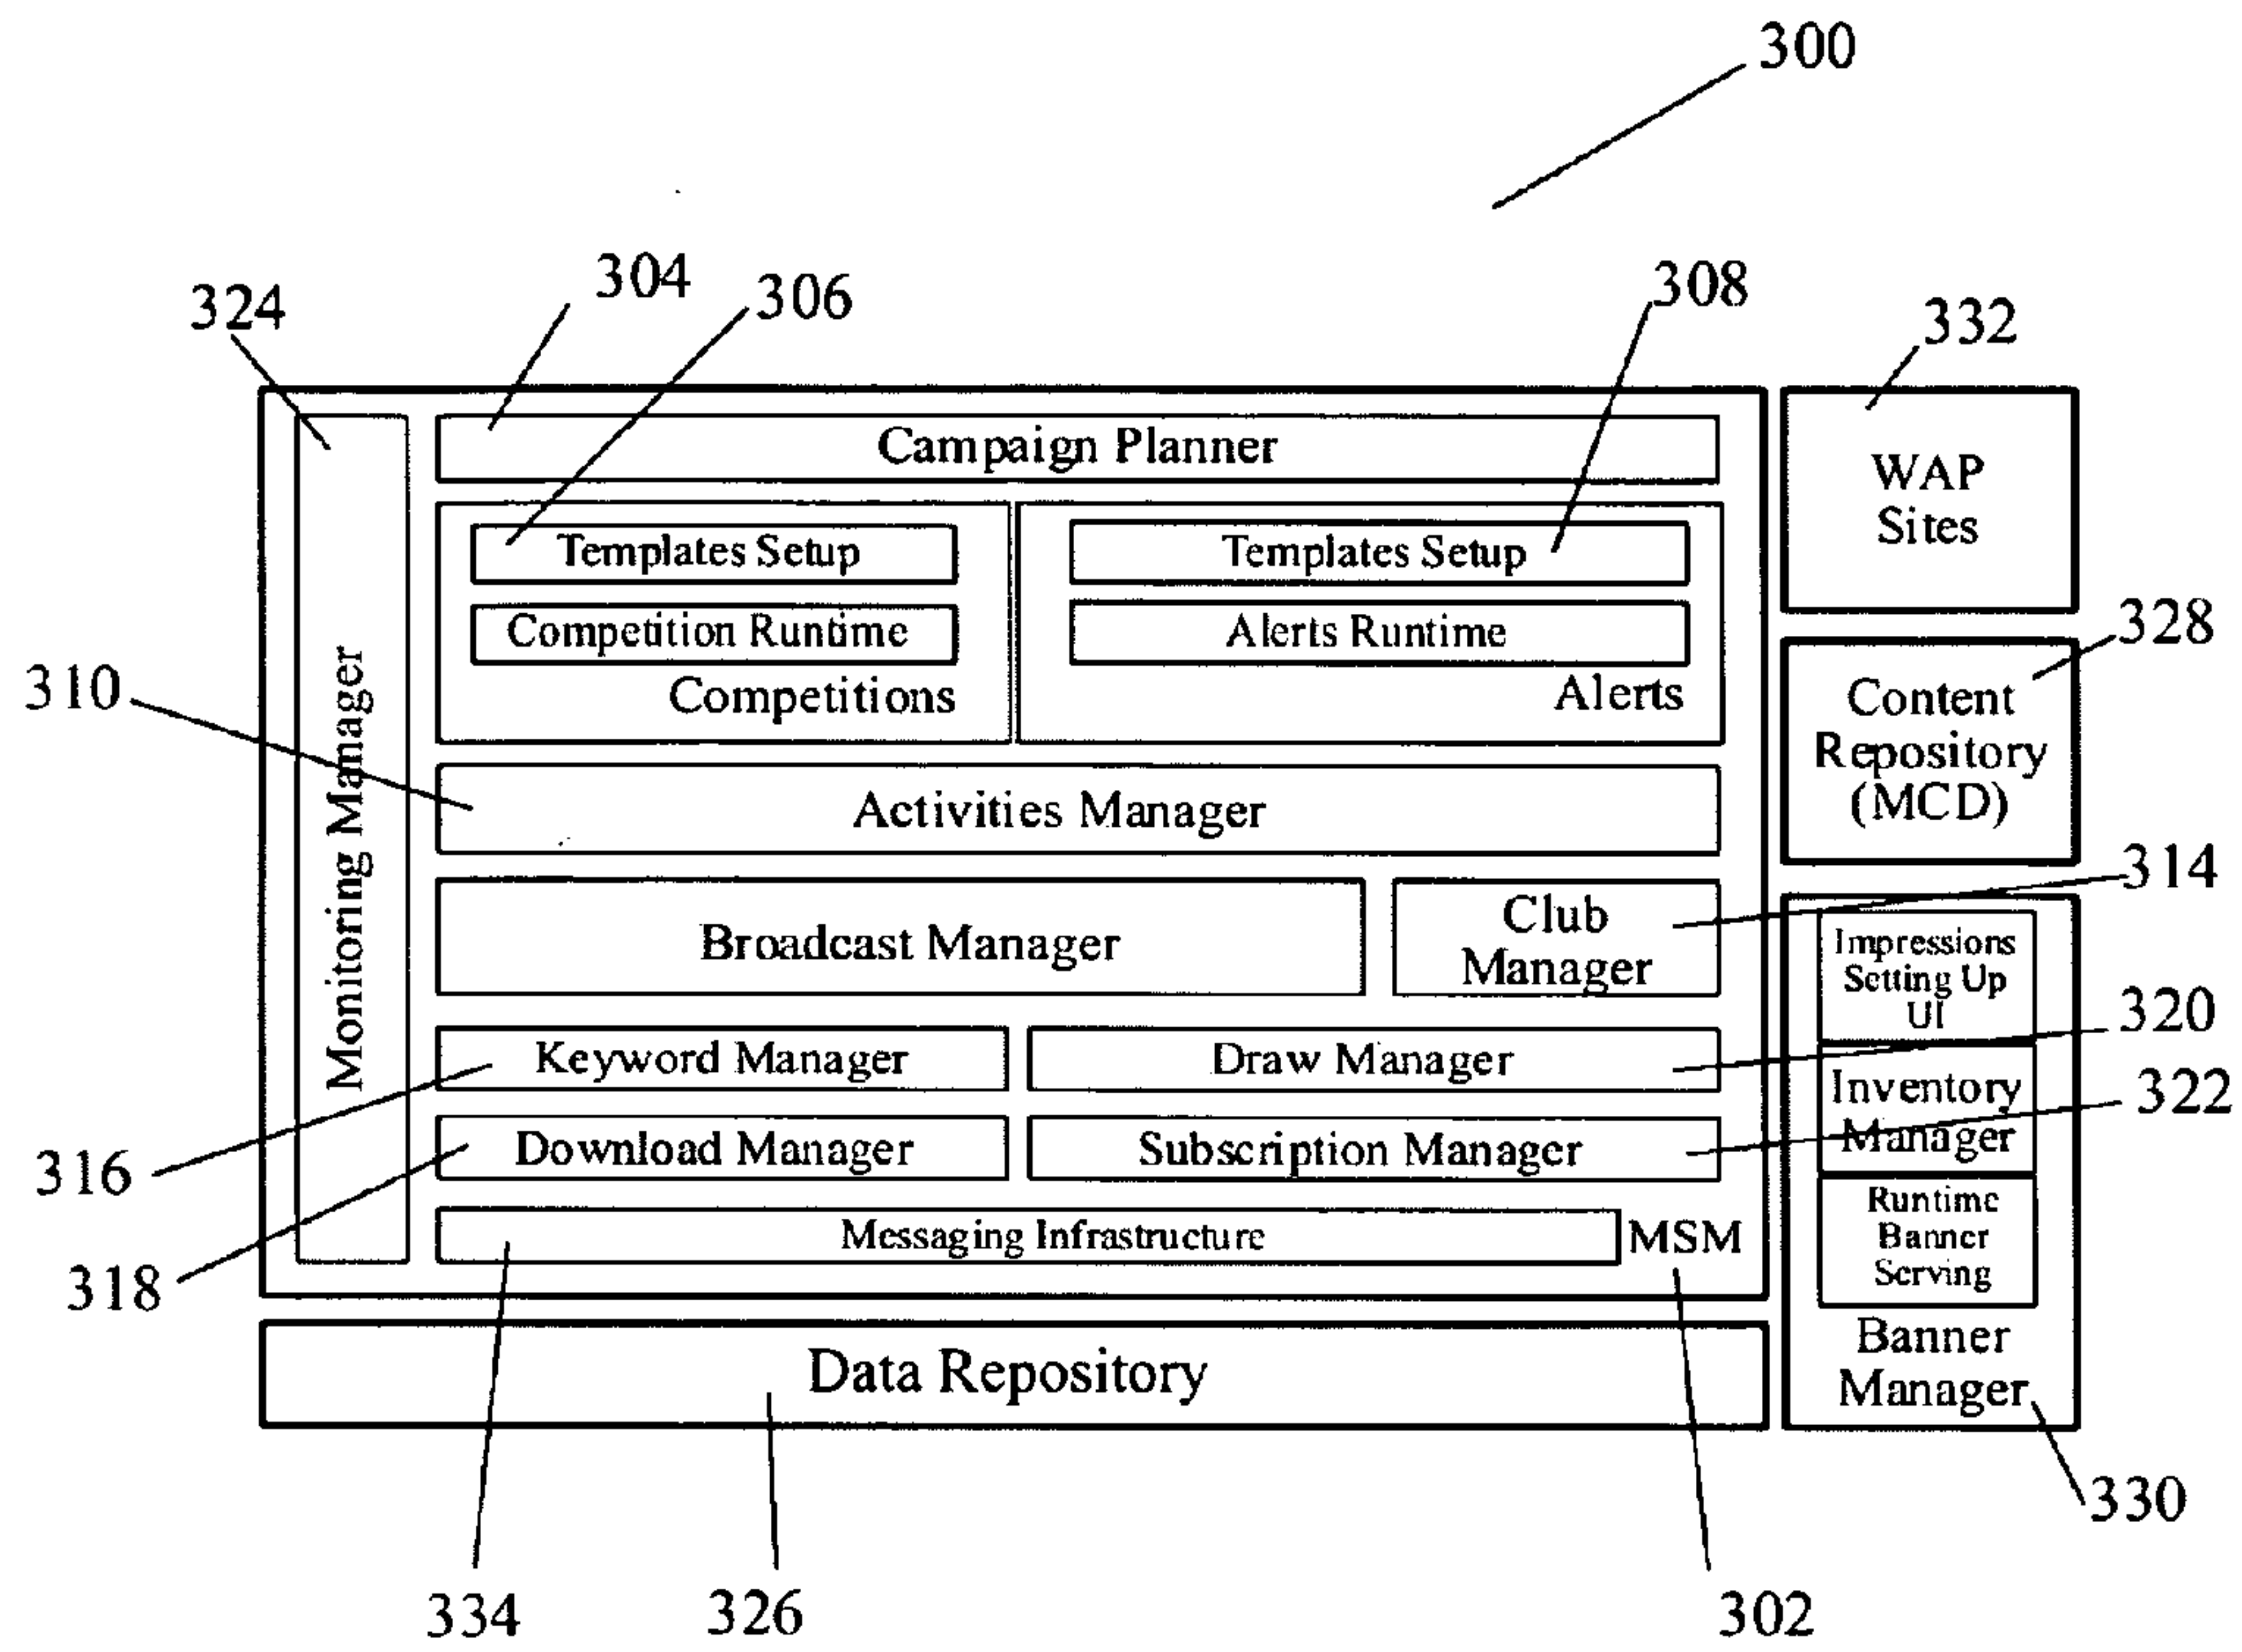 300
304
306
308
324
332
Campaign Planner
WAP
Sites
Templates Setup
Templates Setup
Competition Runtime
Alerts Runtime
Competitions
Alerts
328
Content
Repository
(MCD)
310
Monitoring Manager
Activities Manager
314
Broadcast Manager
Club
Manager
Impressions
Setting Up
UI
320
Keyword Manager
Draw Manager
Inventory
Manager
322
316
Download Manager
Subscription Manager
Runtime
Banner
Serving
318
Messaging Infrastructure
MSM
Data Repository
Banner
Manager
330
334
326
302